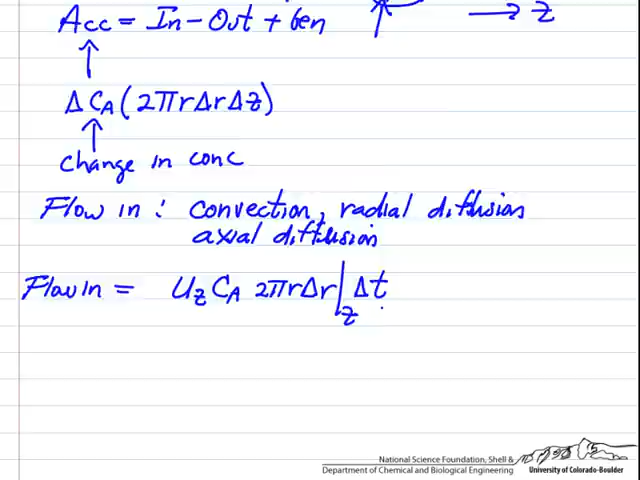 Acc = In - Out + Gen
→ z
Δ C_A (2πrΔrΔz)
change in conc
Flow in : convection, radial diffusion
axial diffusion
Flow in = U_z C_A 2πrΔr|_z Δt
National Science Foundation, Shell &
Department of Chemical and Biological Engineering
University of Colorado-Boulder